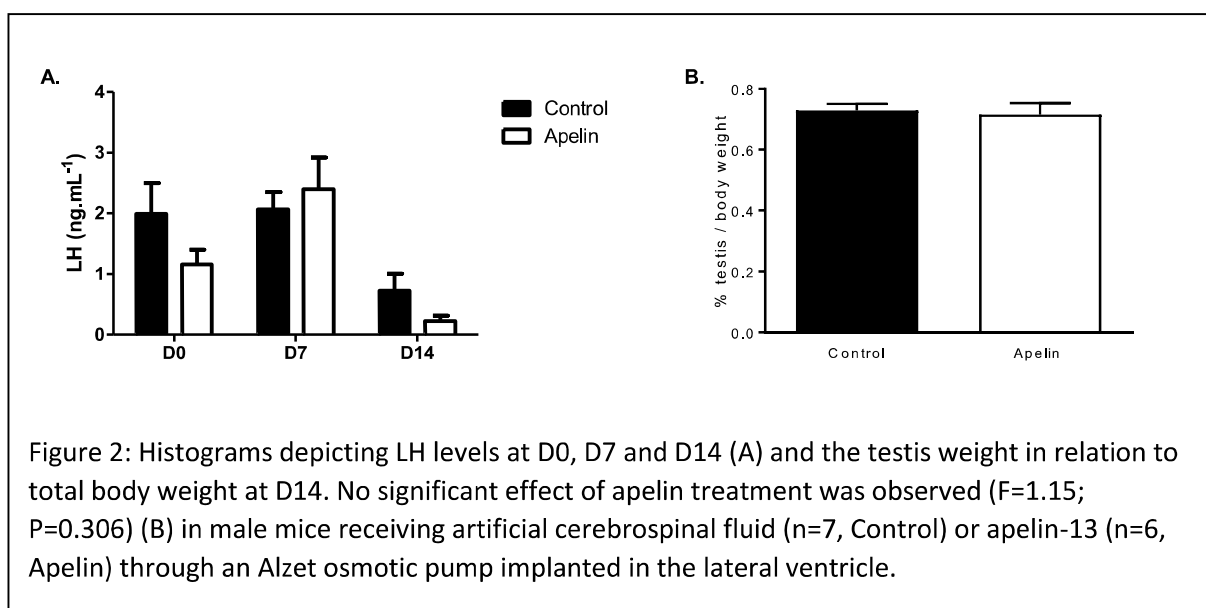 A.
4
3
2
1
0
LH (ng.mL-1)
D0 D7 D14
Control
Apelin
B.
0.8
0.6
0.4
0.2
0.0
% testis / body weight
Control Apelin
Figure 2: Histograms depicting LH levels at D0, D7 and D14 (A) and the testis weight in relation to
total body weight at D14. No significant effect of apelin treatment was observed (F=1.15;
P=0.306) (B) in male mice receiving artificial cerebrospinal fluid (n=7, Control) or apelin-13 (n=6,
Apelin) through an Alzet osmotic pump implanted in the lateral ventricle.